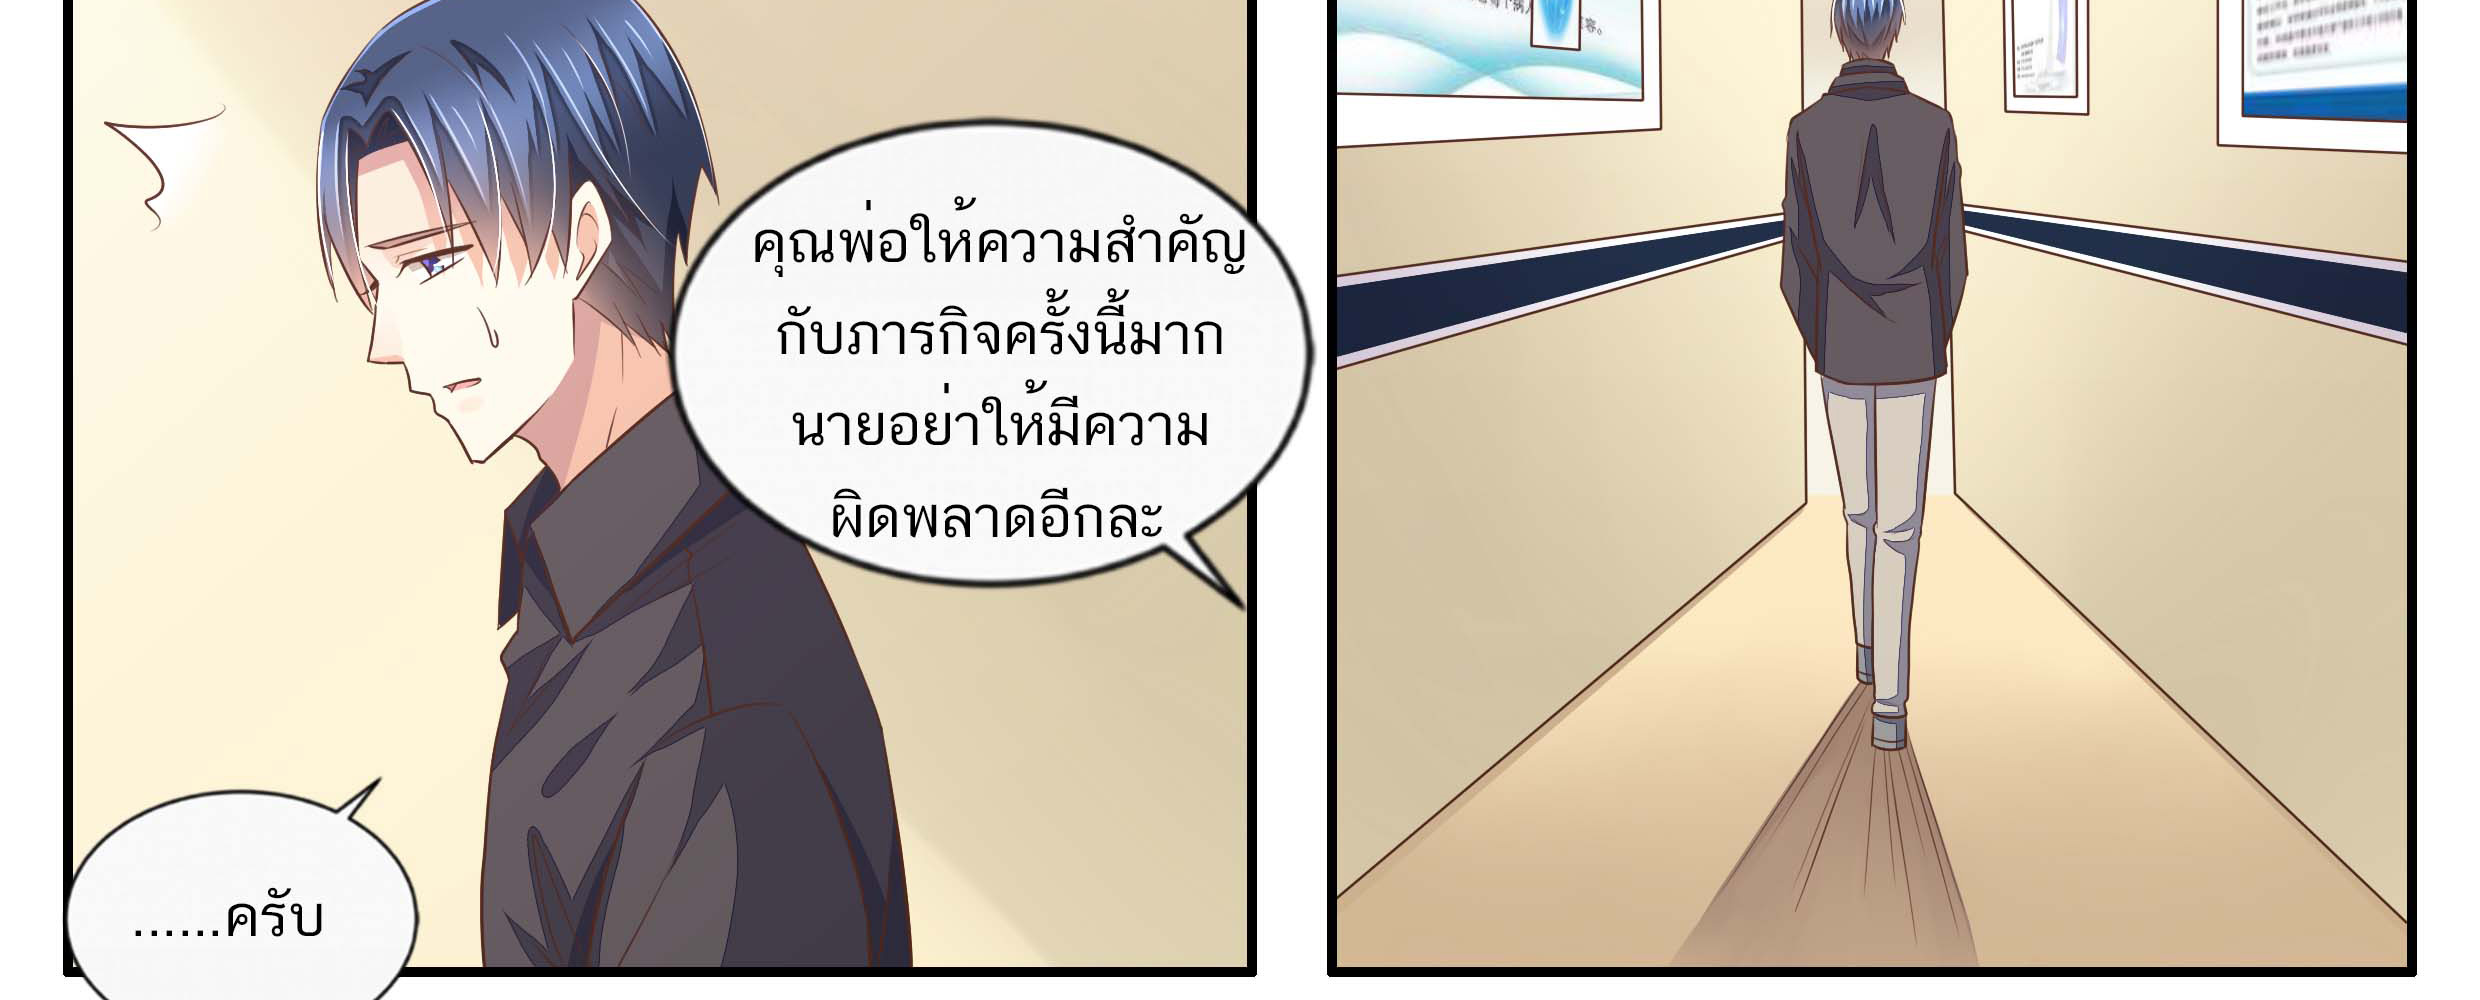 คุณพ่อให้ความสำคัญ
กับภารกิจครั้งนี้มาก
นายอย่าให้มีความ
ผิดพลาดอีกละ
......ครับ